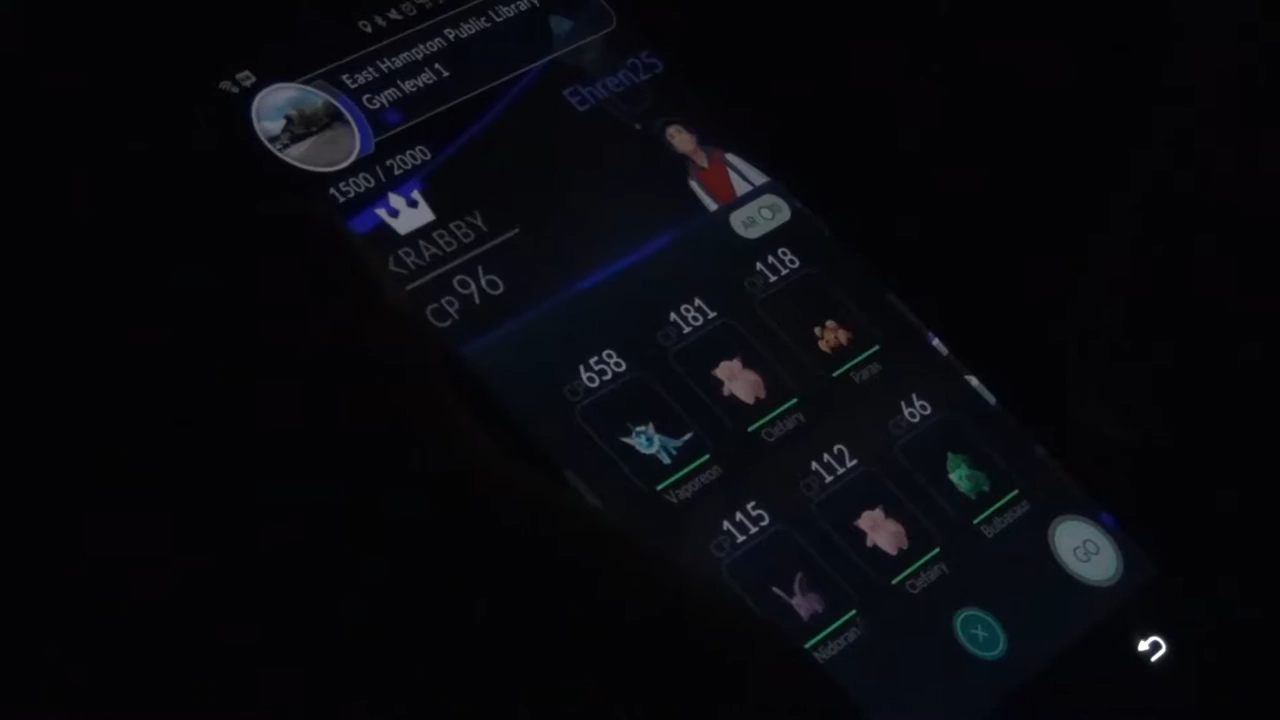 East Hampton Public Library
Gym level 1
1500 / 2000
Ehren25
KRABBY
CP96
AR
CP658
CP181
CP118
Vaporeon
Clefairy
Paras
CP115
CP112
CP66
Nidoran
Clefairy
Bulbasaur
GO